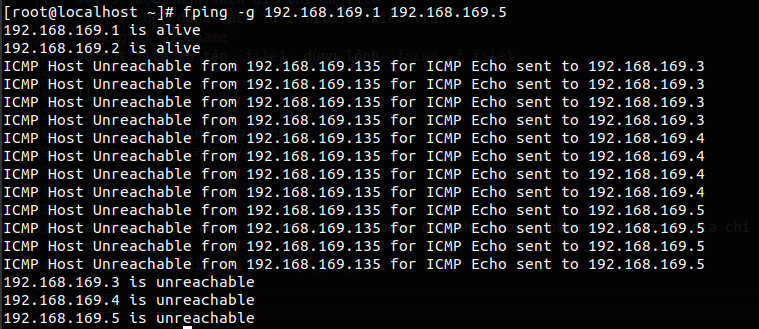 [root@localhost ~]# fping -g 192.168.169.1 192.168.169.5
192.168.169.1 is alive
192.168.169.2 is alive
ICMP Host Unreachable from 192.168.169.135 for ICMP Echo sent to 192.168.169.3
ICMP Host Unreachable from 192.168.169.135 for ICMP Echo sent to 192.168.169.3
ICMP Host Unreachable from 192.168.169.135 for ICMP Echo sent to 192.168.169.3
ICMP Host Unreachable from 192.168.169.135 for ICMP Echo sent to 192.168.169.3
ICMP Host Unreachable from 192.168.169.135 for ICMP Echo sent to 192.168.169.4
ICMP Host Unreachable from 192.168.169.135 for ICMP Echo sent to 192.168.169.4
ICMP Host Unreachable from 192.168.169.135 for ICMP Echo sent to 192.168.169.4
ICMP Host Unreachable from 192.168.169.135 for ICMP Echo sent to 192.168.169.4
ICMP Host Unreachable from 192.168.169.135 for ICMP Echo sent to 192.168.169.5
ICMP Host Unreachable from 192.168.169.135 for ICMP Echo sent to 192.168.169.5
ICMP Host Unreachable from 192.168.169.135 for ICMP Echo sent to 192.168.169.5
ICMP Host Unreachable from 192.168.169.135 for ICMP Echo sent to 192.168.169.5
192.168.169.3 is unreachable
192.168.169.4 is unreachable
192.168.169.5 is unreachable